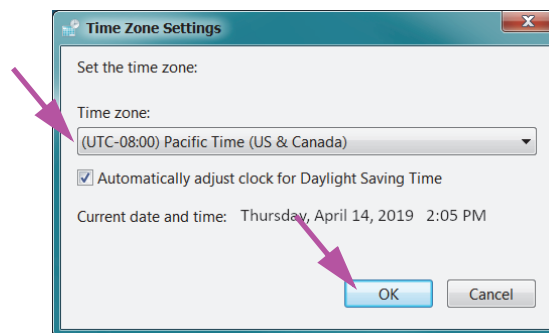 Time Zone Settings
Set the time zone:
Time zone:
(UTC-08:00) Pacific Time (US & Canada)
Automatically adjust clock for Daylight Saving Time
Current date and time: Thursday, April 14, 2019 2:05 PM
OK Cancel